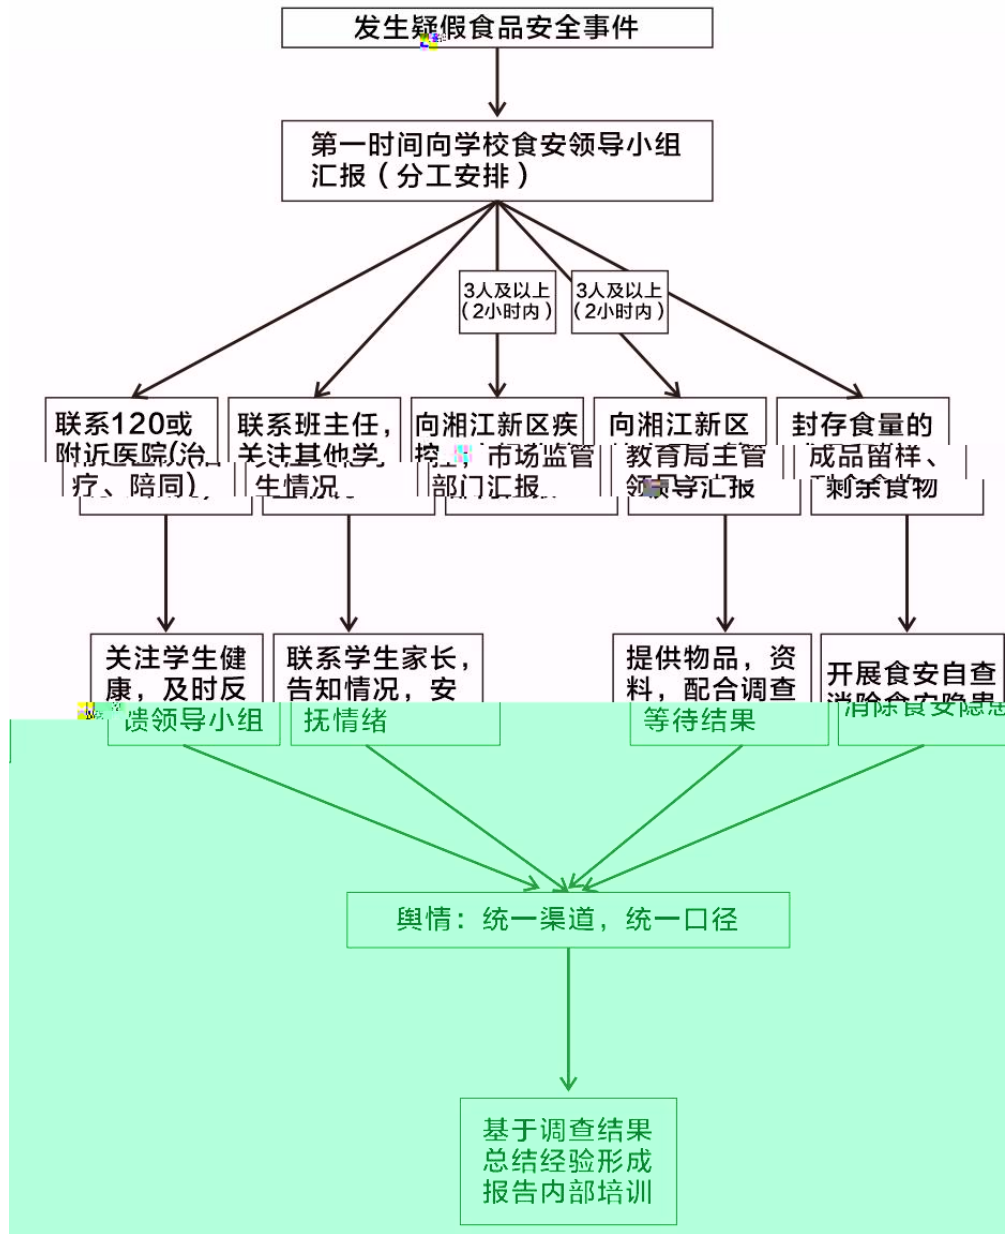 发生疑假食品安全事件
第一时间向学校食安领导小组
汇报（分工安排）
3人及以上
（2小时内）
3人及以上
（2小时内）
联系120或
附近医院(治
疗、陪同)
联系班主任，
关注其他学
生情况
向湘江新区疾
控，市场监管
部门汇报
向湘江新区
教育局主管
领导汇报
封存食量的
成品留样、
剩余食物
关注学生健
康，及时反
馈领导小组
联系学生家长，
告知情况，安
抚情绪
提供物品，资
料，配合调查
等待结果
开展食安自查
消除食安隐患
舆情：统一渠道，统一口径
基于调查结果
总结经验形成
报告内部培训